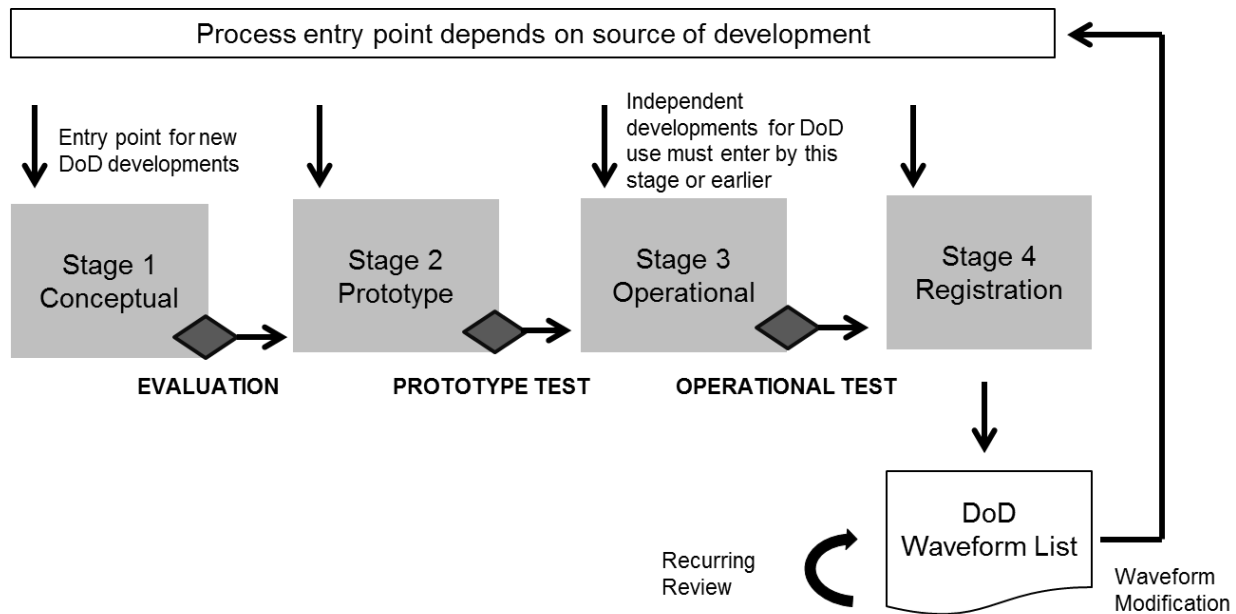 Process entry point depends on source of development
Entry point for new
DoD developments
Independent
developments for DoD
use must enter by this
stage or earlier
Stage 1
Conceptual
Stage 2
Prototype
Stage 3
Operational
Stage 4
Registration
EVALUATION
PROTOTYPE TEST
OPERATIONAL TEST
DoD
Waveform List
Recurring
Review
Waveform
Modification